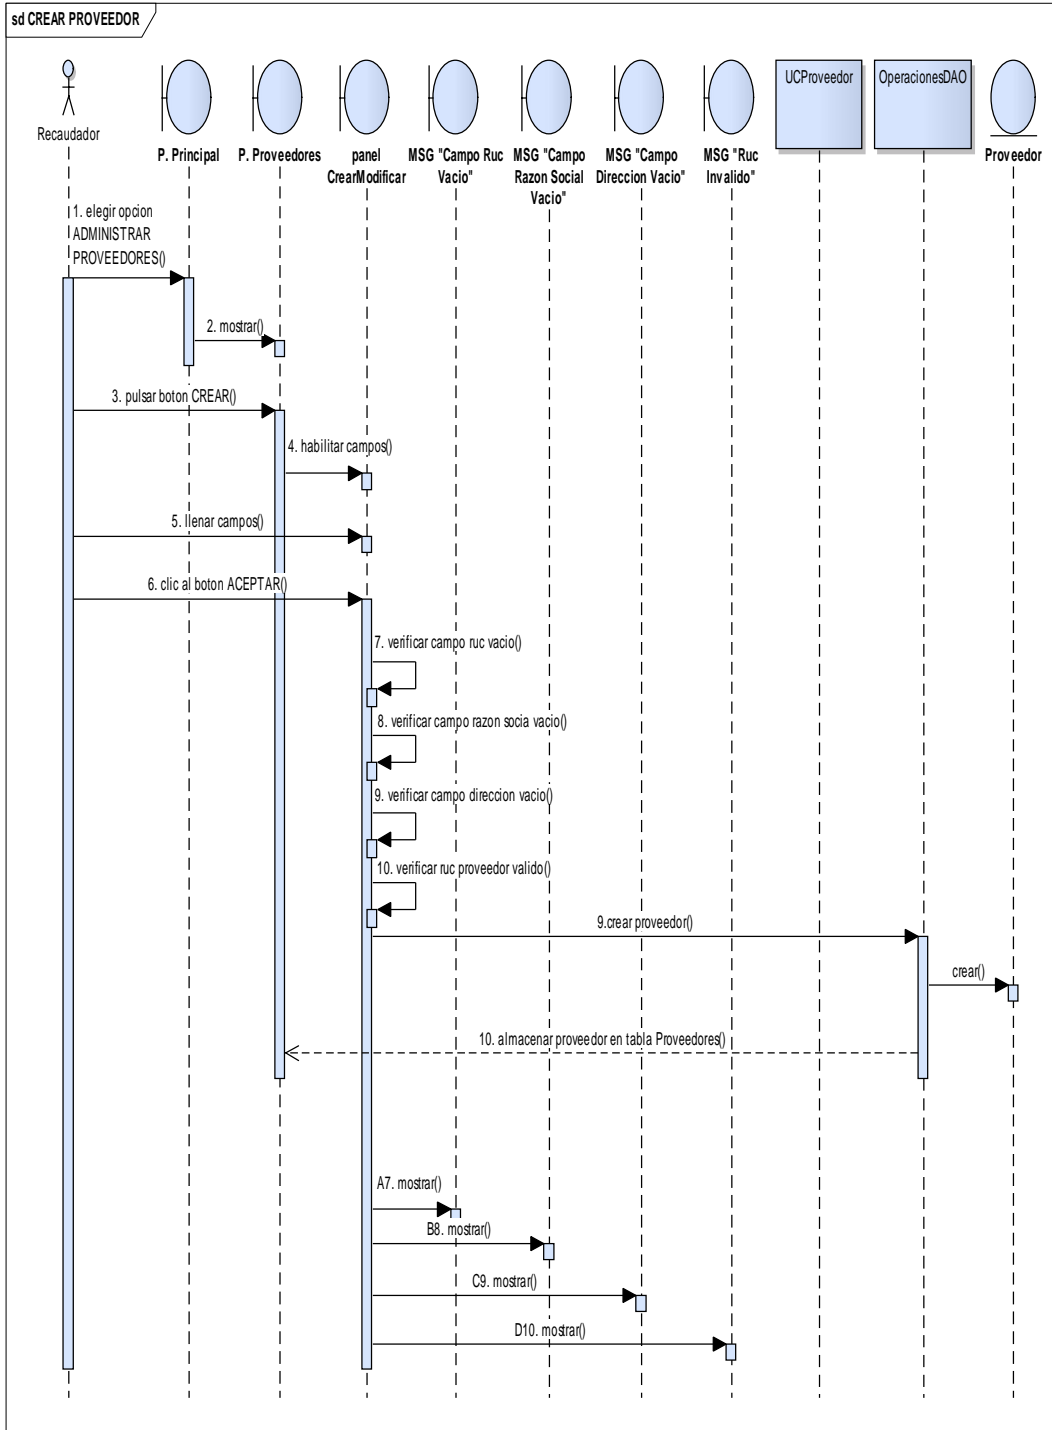 sd CREAR PROVEEDOR
Recaudador
P. Principal
P. Proveedores
panel
CrearModificar
MSG "Campo Ruc
Vacio"
MSG "Campo
Razon Social
Vacio"
MSG "Campo
Direccion Vacio"
MSG "Ruc
Invalido"
UCProveedor
OperacionesDAO
Proveedor
1. elegir opcion
ADMINISTRAR
PROVEEDORES()
2. mostrar()
3. pulsar boton CREAR()
4. habilitar campos()
5. llenar campos()
6. clic al boton ACEPTAR()
7. verificar campo ruc vacio()
8. verificar campo razon socia vacio()
9. verificar campo direccion vacio()
10. verificar ruc proveedor valido()
9.crear proveedor()
crear()
10. almacenar proveedor en tabla Proveedores()
A7. mostrar()
B8. mostrar()
C9. mostrar()
D10. mostrar()